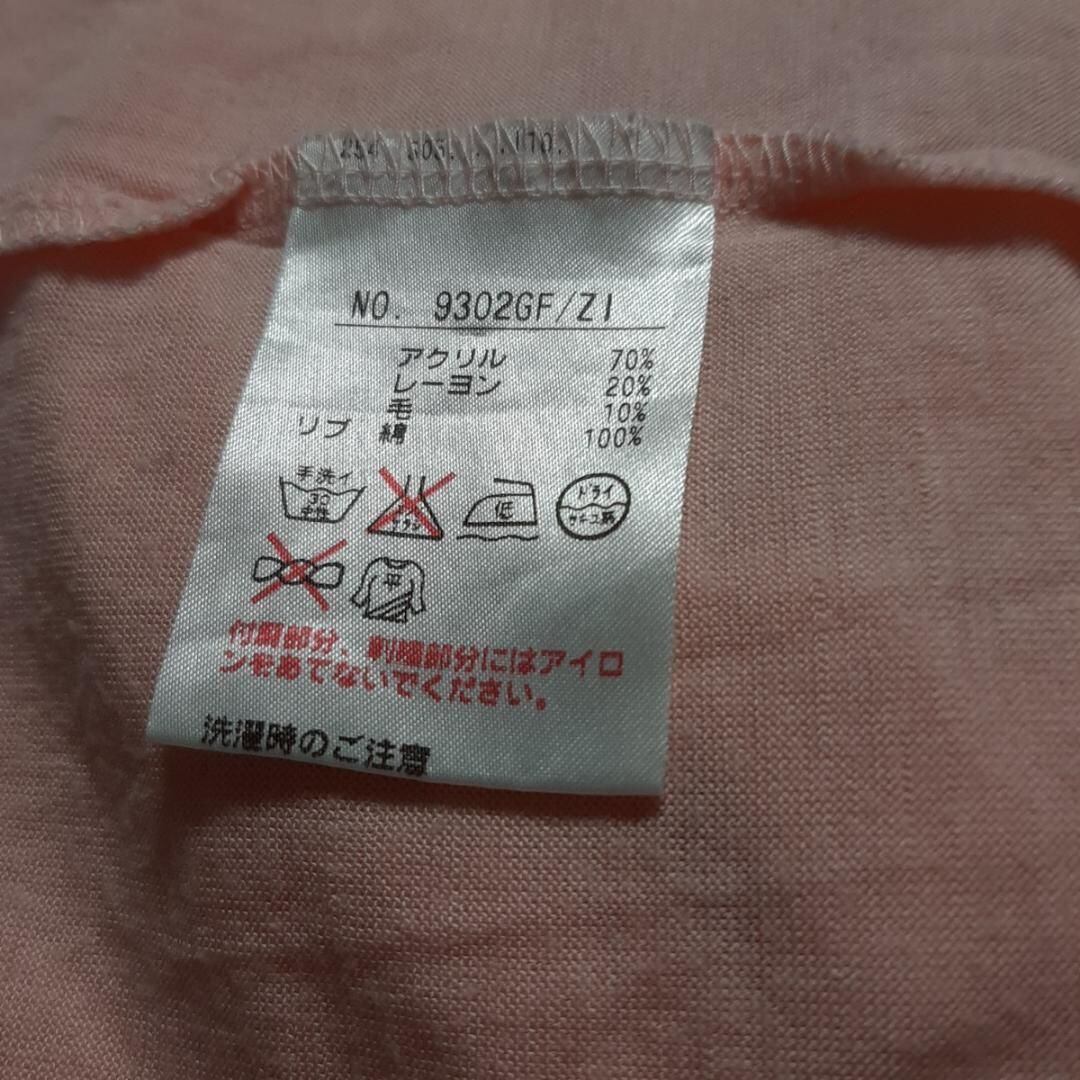 NO. 9302GF/ZI
アクリル 70%
レーヨン 20%
毛 10%
リブ 綿 100%
手洗イ
30
中性
低
ドライ
平
付属部分、刺繍部分にはアイロ
ンをあてないでください。
洗濯時のご注意